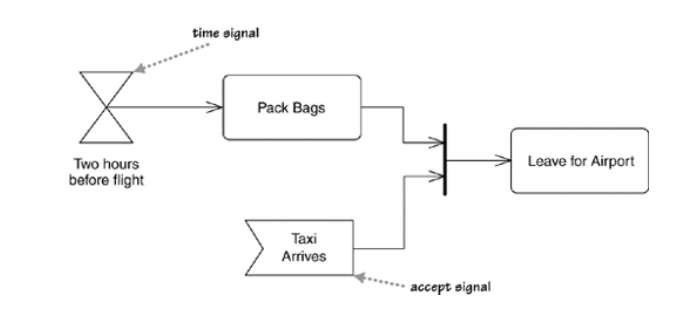 time signal
Pack Bags
Two hours
before flight
Leave for Airport
Taxi
Arrives
accept signal